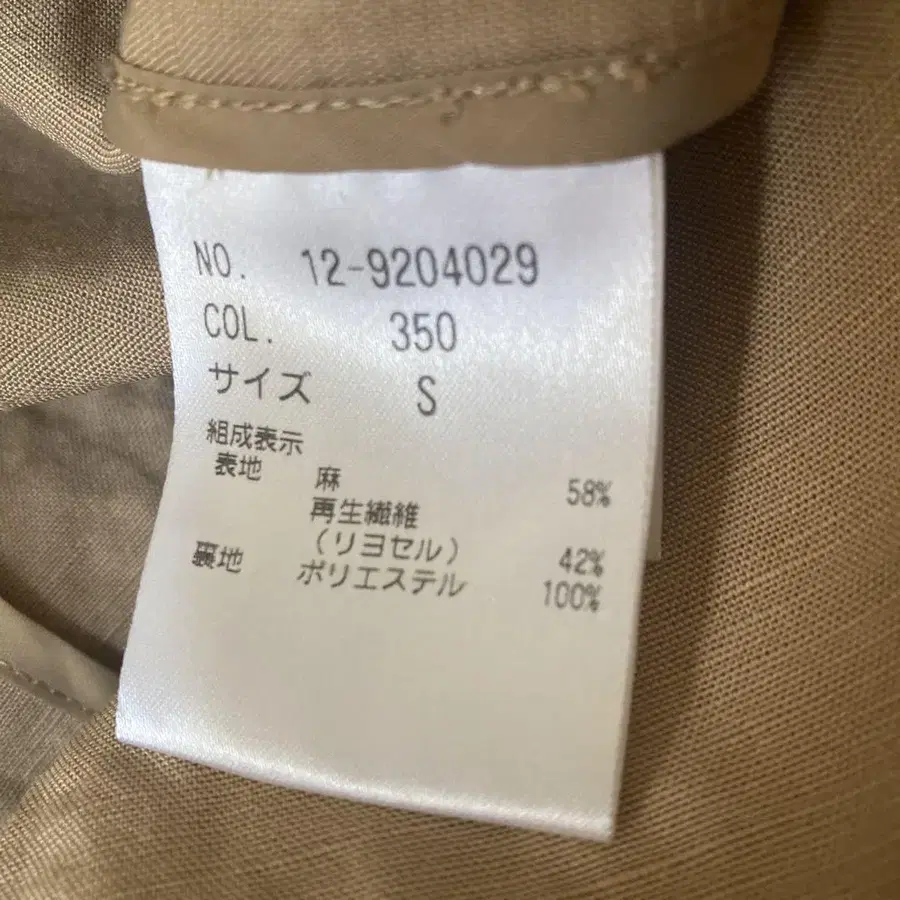 NO. 12-9204029
COL. 350
サイズ S
組成表示
表地 麻 58%
再生繊維
(リヨセル) 42%
裏地 ポリエステル 100%